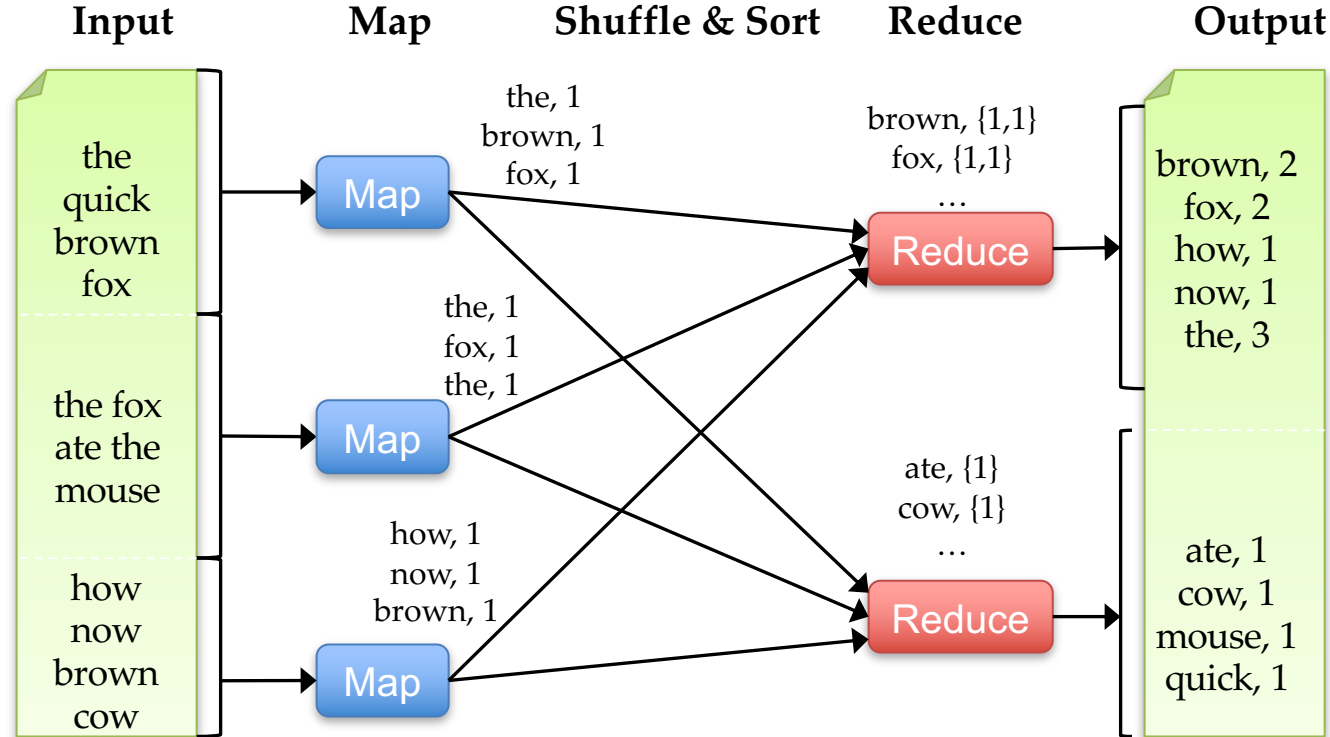 Input Map Shuffle & Sort Reduce Output
the
quick
brown
fox
the fox
ate the
mouse
how
now
brown
cow
Map
Map
Map
the, 1
brown, 1
fox, 1
the, 1
fox, 1
the, 1
how, 1
now, 1
brown, 1
brown, {1,1}
fox, {1,1}
…
Reduce
ate, {1}
cow, {1}
…
Reduce
brown, 2
fox, 2
how, 1
now, 1
the, 3
ate, 1
cow, 1
mouse, 1
quick, 1